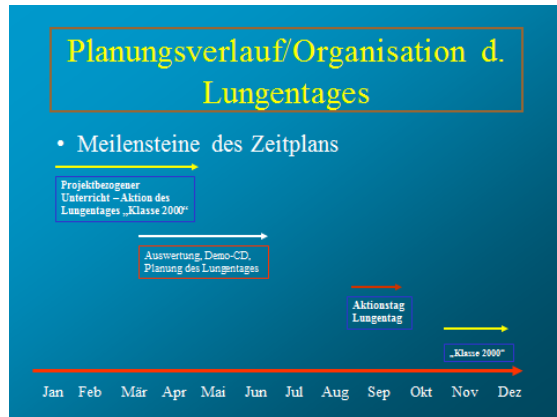 Planungsverlauf/Organisation d.
Lungentages
• Meilensteine des Zeitplans
Projektbezogener
Unterricht – Aktion des
Lungentages „Klasse 2000“
Auswertung, Demo-CD,
Planung des Lungentages
Aktionstag
Lungentag
„Klasse 2000“
Jan Feb Mär Apr Mai Jun Jul Aug Sep Okt Nov Dez